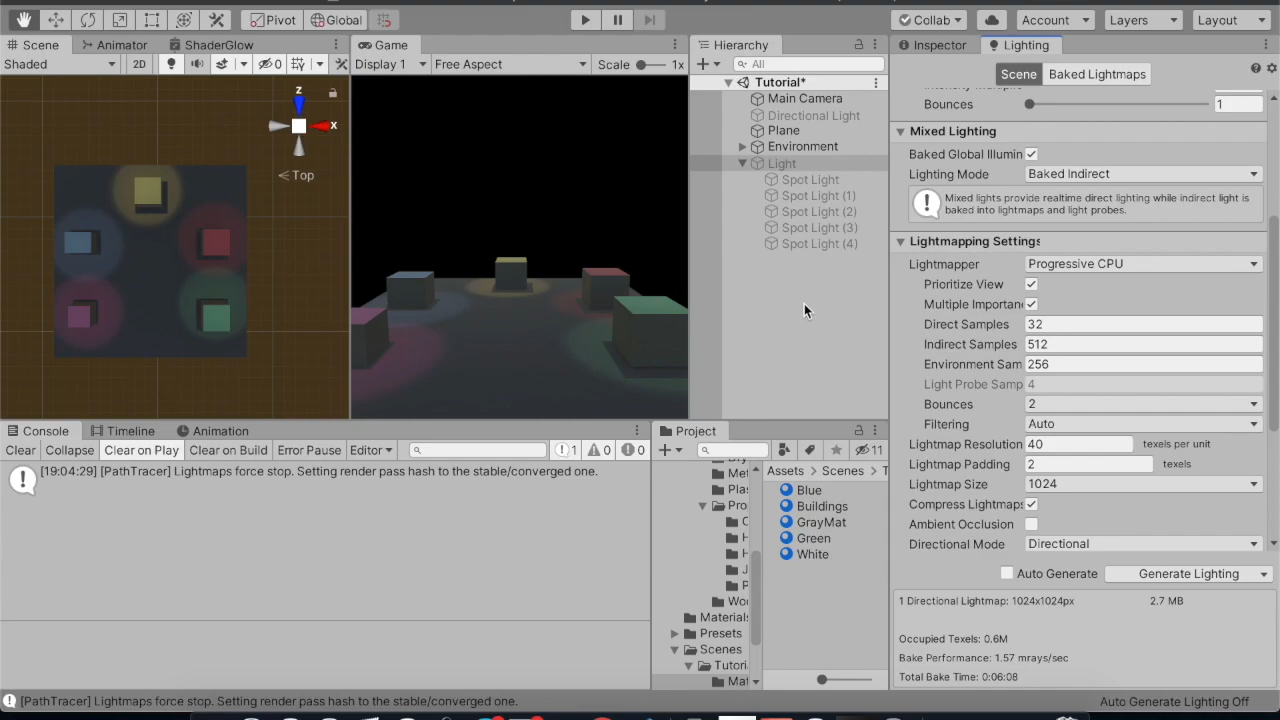 Pivot Global Collab Account Layers Layout
Scene Animator ShaderGlow Game Hierarchy Inspector Lighting
Shaded 2D 0 Display 1 Free Aspect Scale 1x All Scene Baked Lightmaps
z
x
Top
Tutorial*
Main Camera
Directional Light
Plane
Environment
Light
Spot Light
Spot Light (1)
Spot Light (2)
Spot Light (3)
Spot Light (4)
Bounces 1
Mixed Lighting
Baked Global Illumin
Lighting Mode Baked Indirect
Mixed lights provide realtime direct lighting while indirect light is
baked into lightmaps and light probes.
Lightmapping Settings
Lightmapper Progressive CPU
Prioritize View
Multiple Importan
Direct Samples 32
Indirect Samples 512
Environment Sam 256
Light Probe Samp 4
Bounces 2
Filtering Auto
Lightmap Resolution 40 texels per unit
Lightmap Padding 2 texels
Lightmap Size 1024
Compress Lightmaps
Ambient Occlusion
Directional Mode Directional
Auto Generate Generate Lighting
1 Directional Lightmap: 1024x1024px 2.7 MB
Occupied Texels: 0.6M
Bake Performance: 1.57 mrays/sec
Total Bake Time: 0:06:08
Console Timeline Animation
Clear Collapse Clear on Play Clear on Build Error Pause Editor 1 0 0
[19:04:29] [PathTracer] Lightmaps force stop. Setting render pass hash to the stable/converged one.
Project
11
Assets > Scenes > T
Met
Plas
Pro
C
H
H
J
P
Woo
Materials
Presets
Scenes
Tutori
Mat
Blue
Buildings
GrayMat
Green
White
[PathTracer] Lightmaps force stop. Setting render pass hash to the stable/converged one. Auto Generate Lighting Off